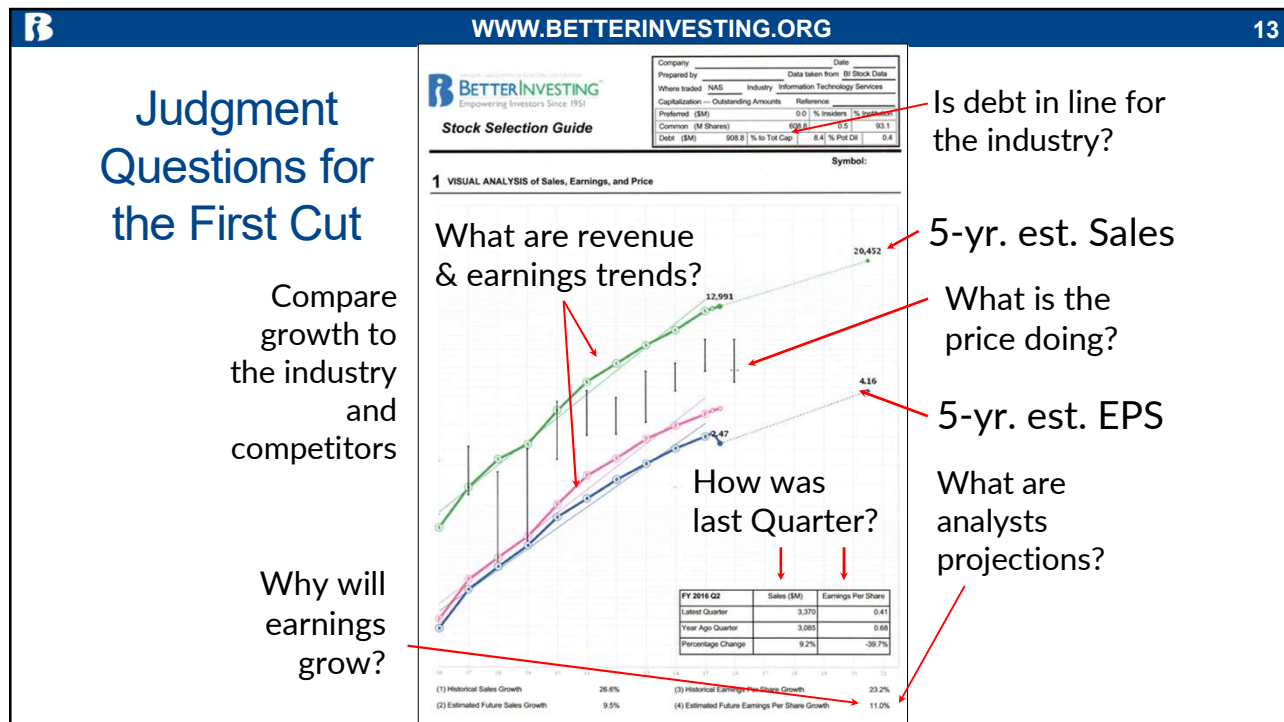 WWW.BETTERINVESTING.ORG
13
Judgment
Questions for
the First Cut
Compare
growth to
the industry
and
competitors
Why will
earnings
grow?
BETTERINVESTING
Empowering Investors Since 1951
Stock Selection Guide
Company Date
Prepared by Data taken from BI Stock Data
Where traded NAS Industry Information Technology Services
Capitalization — Outstanding Amounts Reference
Preferred ($M) 0.0 % Insiders % Institution
Common (M Shares) 608.6 0.5 93.1
Debt ($M) 908.8 % to Tot Cap 8.4 % Pot Dil 0.4
Symbol:
1 VISUAL ANALYSIS of Sales, Earnings, and Price
What are revenue
& earnings trends?
20,452
12,991
4.16
2.47
How was
last Quarter?
FY 2016 Q2 Sales ($M) Earnings Per Share
Latest Quarter 3,370 0.41
Year Ago Quarter 3,085 0.68
Percentage Change 9.2% -39.7%
(1) Historical Sales Growth 26.6% (3) Historical Earnings Per Share Growth 23.2%
(2) Estimated Future Sales Growth 9.5% (4) Estimated Future Earnings Per Share Growth 11.0%
Is debt in line for
the industry?
5-yr. est. Sales
What is the
price doing?
5-yr. est. EPS
What are
analysts
projections?